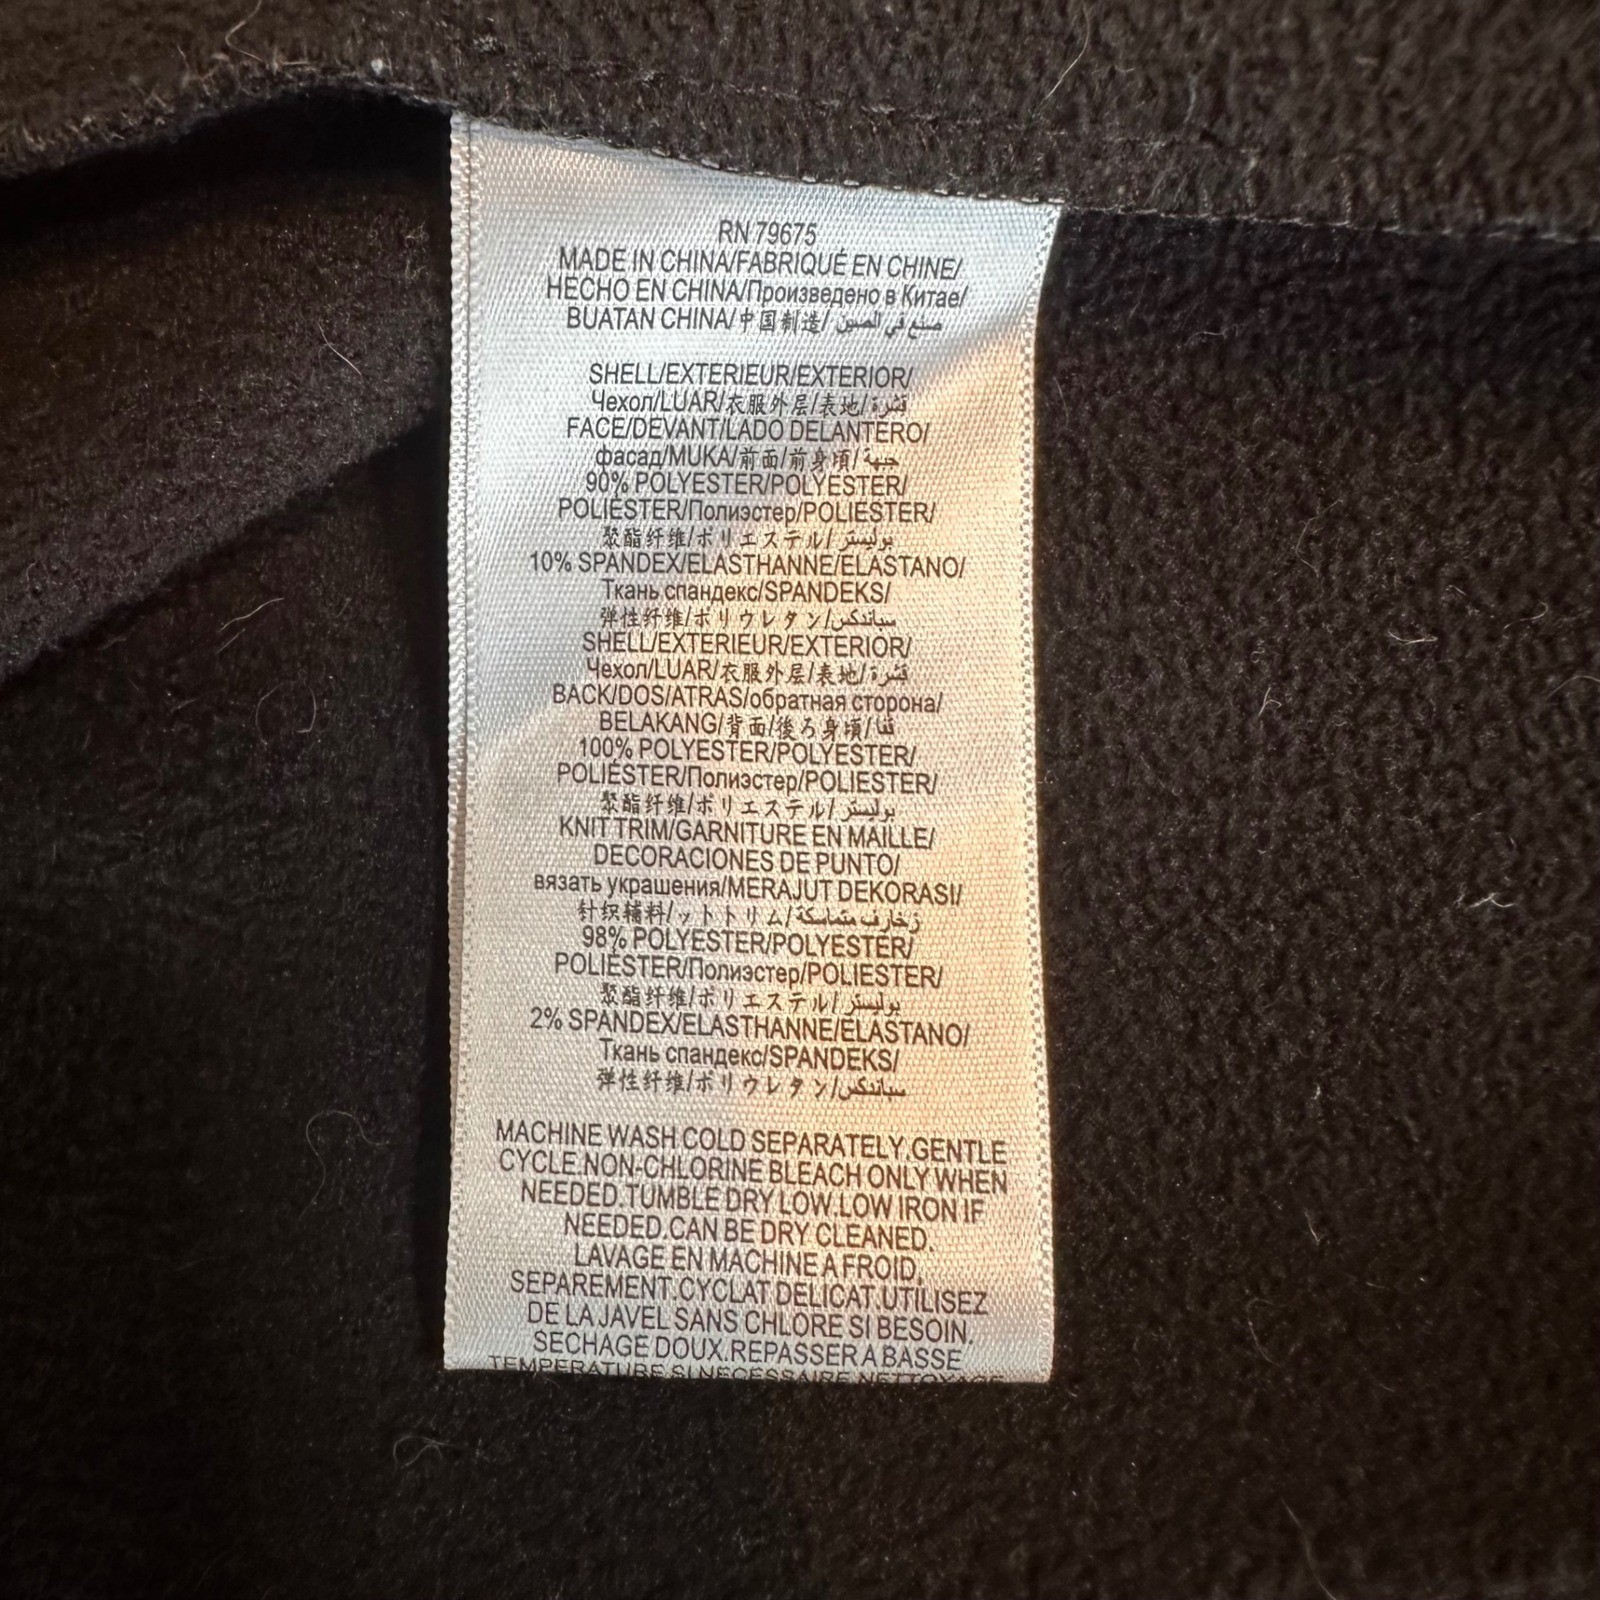 RN 79675
MADE IN CHINA/FABRIQUÉ EN CHINE/
HECHO EN CHINA/Произведено в Китае/
BUATAN CHINA/中国制造/ صنع في الصين
SHELL/EXTERIEUR/EXTERIOR/
Чехол/LUAR/衣服外层/表地/ قشرة
FACE/DEVANT/LADO DELANTERO/
фасад/MUKA/前面/前身頃/ جبهة
90% POLYESTER/POLYESTER/
POLIÉSTER/Полиэстер/POLIESTER/
聚酯纤维/ポリエステル/ بوليستر
10% SPANDEX/ELASTHANNE/ELASTANO/
Ткань спандекс/SPANDEKS/
弹性纤维/ポリウレタン/سباندكس
SHELL/EXTERIEUR/EXTERIOR/
Чехол/LUAR/衣服外层/表地/ قشرة
BACK/DOS/ATRAS/обратная сторона/
BELAKANG/背面/後ろ身頃/ قفا
100% POLYESTER/POLYESTER/
POLIÉSTER/Полиэстер/POLIESTER/
聚酯纤维/ポリエステル/ بوليستر
KNIT TRIM/GARNITURE EN MAILLE/
DECORACIONES DE PUNTO/
вязать украшения/MERAJUT DEKORASI/
针织辅料/ットトリム/ زخارف متماسكة
98% POLYESTER/POLYESTER/
POLIÉSTER/Полиэстер/POLIESTER/
聚酯纤维/ポリエステル/ بوليستر
2% SPANDEX/ELASTHANNE/ELASTANO/
Ткань спандекс/SPANDEKS/
弹性纤维/ポリウレタン/سباندكس
MACHINE WASH COLD SEPARATELY.GENTLE
CYCLE.NON-CHLORINE BLEACH ONLY WHEN
NEEDED.TUMBLE DRY LOW.LOW IRON IF
NEEDED.CAN BE DRY CLEANED.
LAVAGE EN MACHINE A FROID,
SEPAREMENT.CYCLAT DELICAT.UTILISEZ
DE LA JAVEL SANS CHLORE SI BESOIN.
SECHAGE DOUX.REPASSER A BASSE
TEMPERATURE SI NECESSAIRE.NETTOYAGE